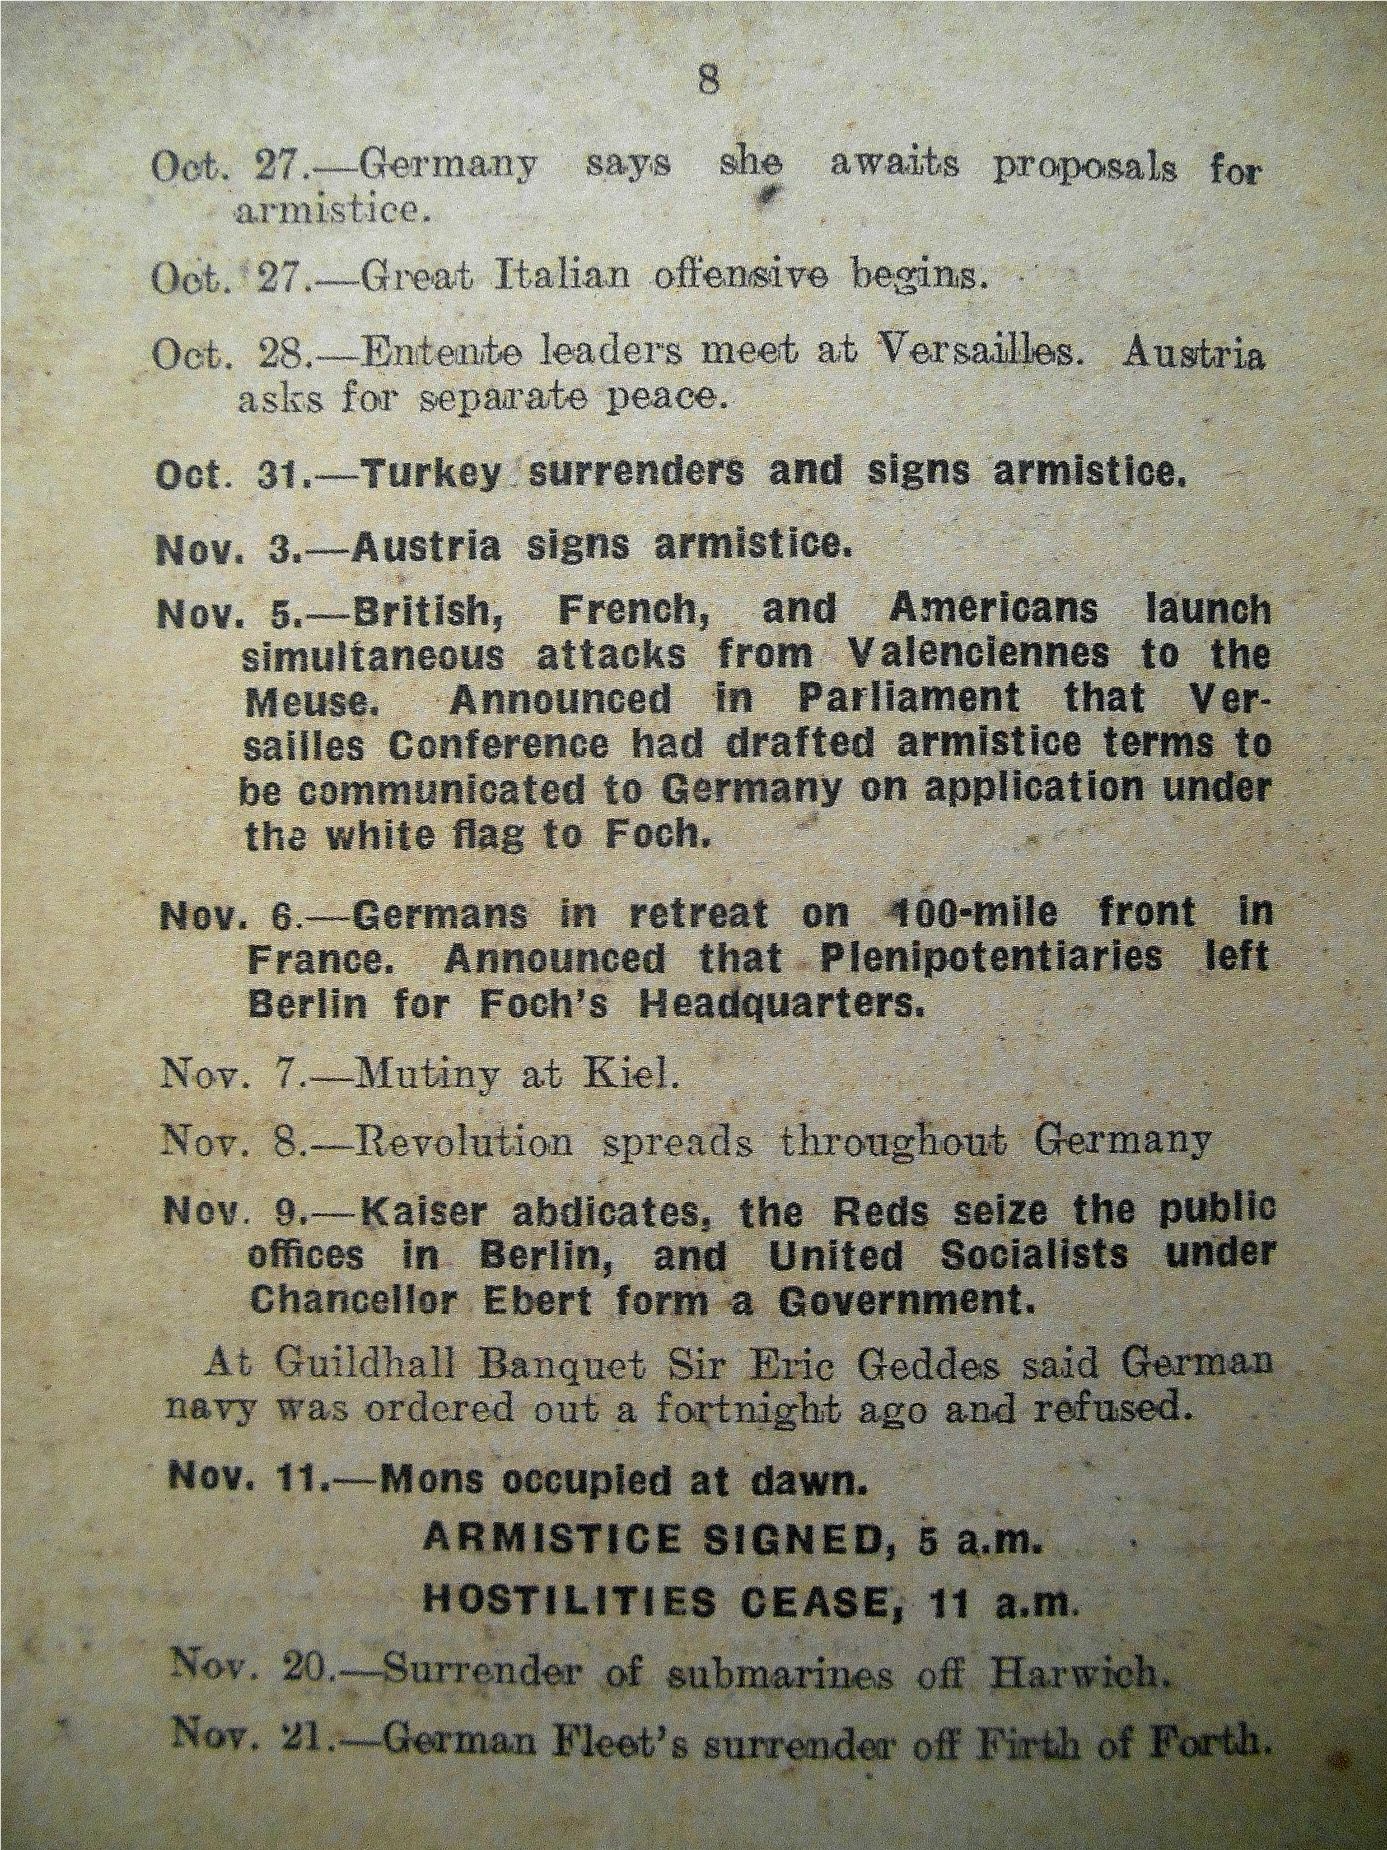 8
Oct. 27.—Germany says she awaits proposals for
armistice.
Oct. 27.—Great Italian offensive begins.
Oct. 28.—Entente leaders meet at Versailles. Austria
asks for separate peace.
Oct. 31.—Turkey surrenders and signs armistice.
Nov. 3.—Austria signs armistice.
Nov. 5.—British, French, and Americans launch
simultaneous attacks from Valenciennes to the
Meuse. Announced in Parliament that Ver-
sailles Conference had drafted armistice terms to
be communicated to Germany on application under
the white flag to Foch.
Nov. 6.—Germans in retreat on 100-mile front in
France. Announced that Plenipotentiaries left
Berlin for Foch's Headquarters.
Nov. 7.—Mutiny at Kiel.
Nov. 8.—Revolution spreads throughout Germany
Nov. 9.—Kaiser abdicates, the Reds seize the public
offices in Berlin, and United Socialists under
Chancellor Ebert form a Government.
At Guildhall Banquet Sir Eric Geddes said German
navy was ordered out a fortnight ago and refused.
Nov. 11.—Mons occupied at dawn.
ARMISTICE SIGNED, 5 a.m.
HOSTILITIES CEASE, 11 a.m.
Nov. 20.—Surrender of submarines off Harwich.
Nov. 21.—German Fleet's surrender off Firth of Forth.